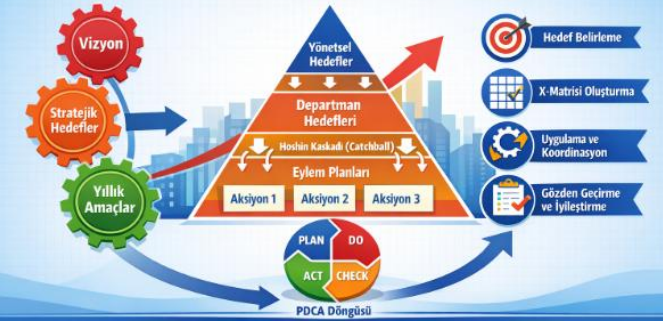 Vizyon
Stratejik
Hedefler
Yıllık
Amaçlar
Yönetsel
Hedefler
Departman
Hedefleri
Hoshin Kaskadı (Catchball)
Eylem Planları
Aksiyon 1
Aksiyon 2
Aksiyon 3
PLAN
DO
ACT
CHECK
PDCA Döngüsü
Hedef Belirleme
X-Matrisi Oluşturma
Uygulama ve
Koordinasyon
Gözden Geçirme
ve İyileştirme